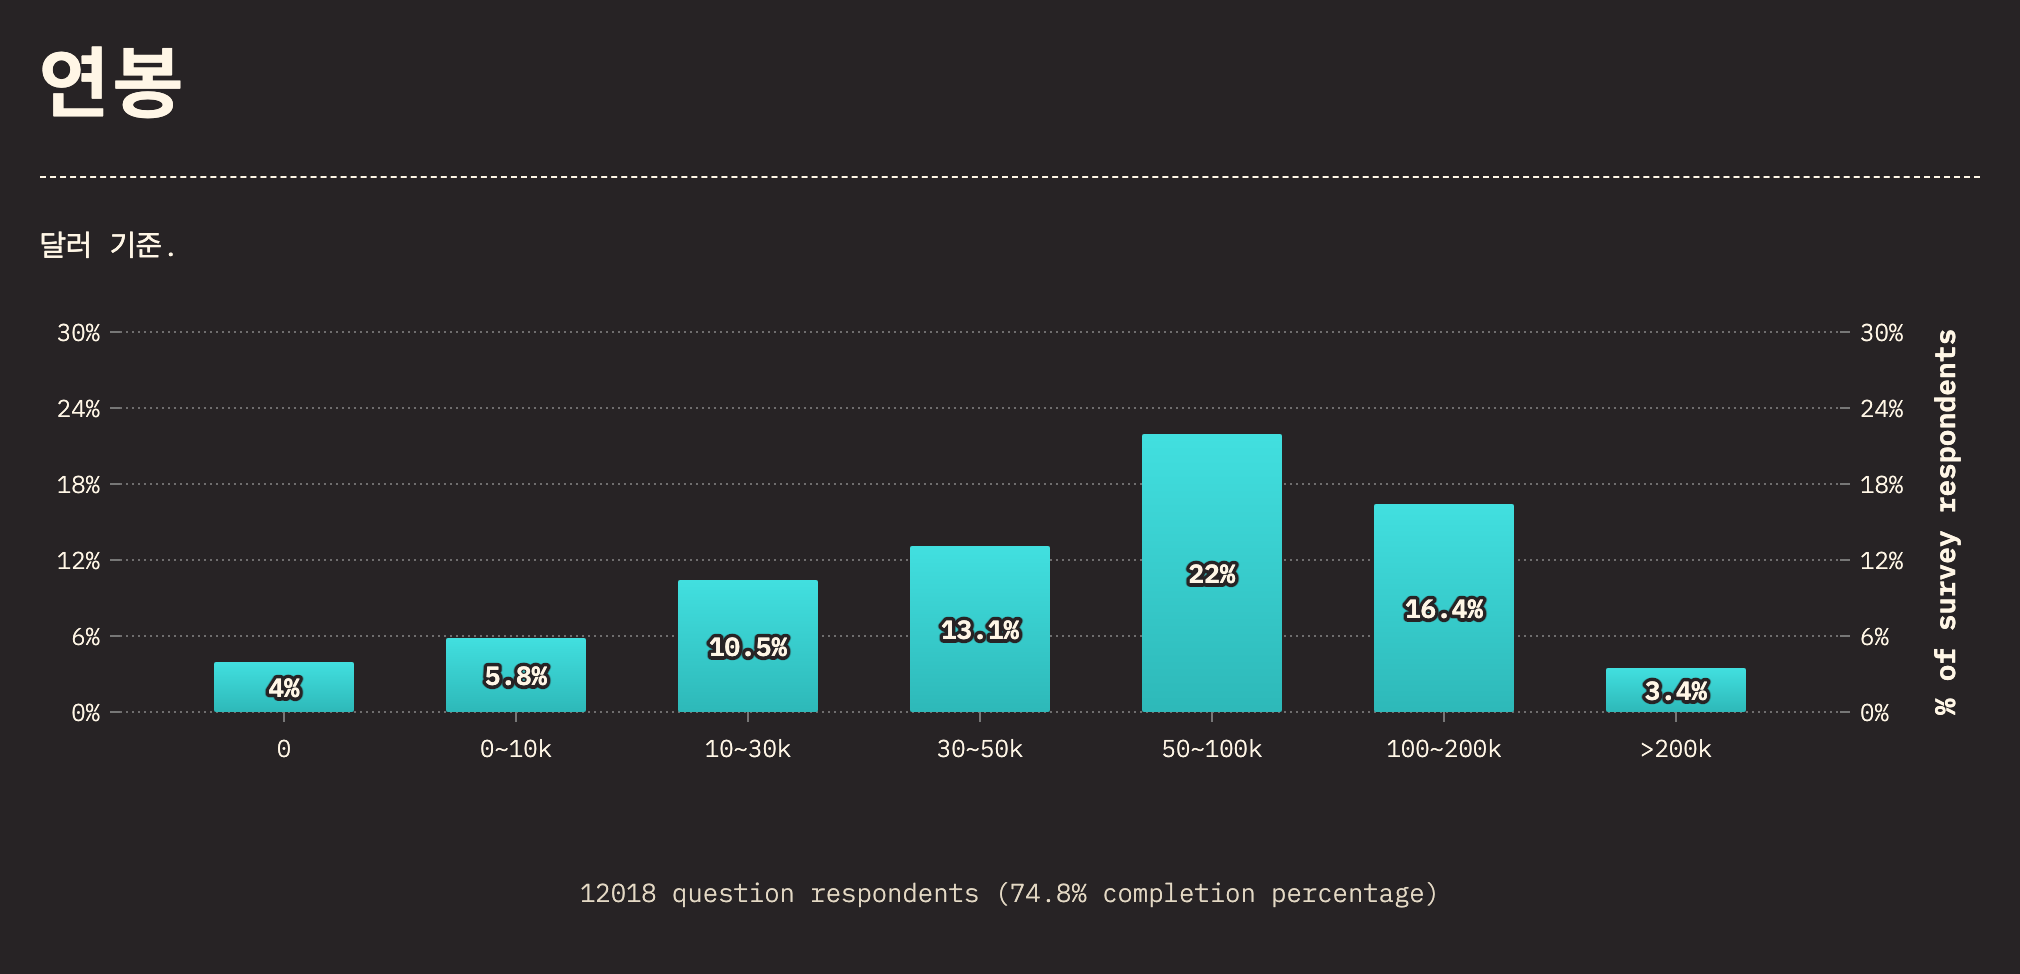 연봉
달러 기준.
30%
24%
18%
12%
6%
0%
30%
24%
18%
12%
6%
0%
% of survey respondents
4%
5.8%
10.5%
13.1%
22%
16.4%
3.4%
0
0~10k
10~30k
30~50k
50~100k
100~200k
>200k
12018 question respondents (74.8% completion percentage)